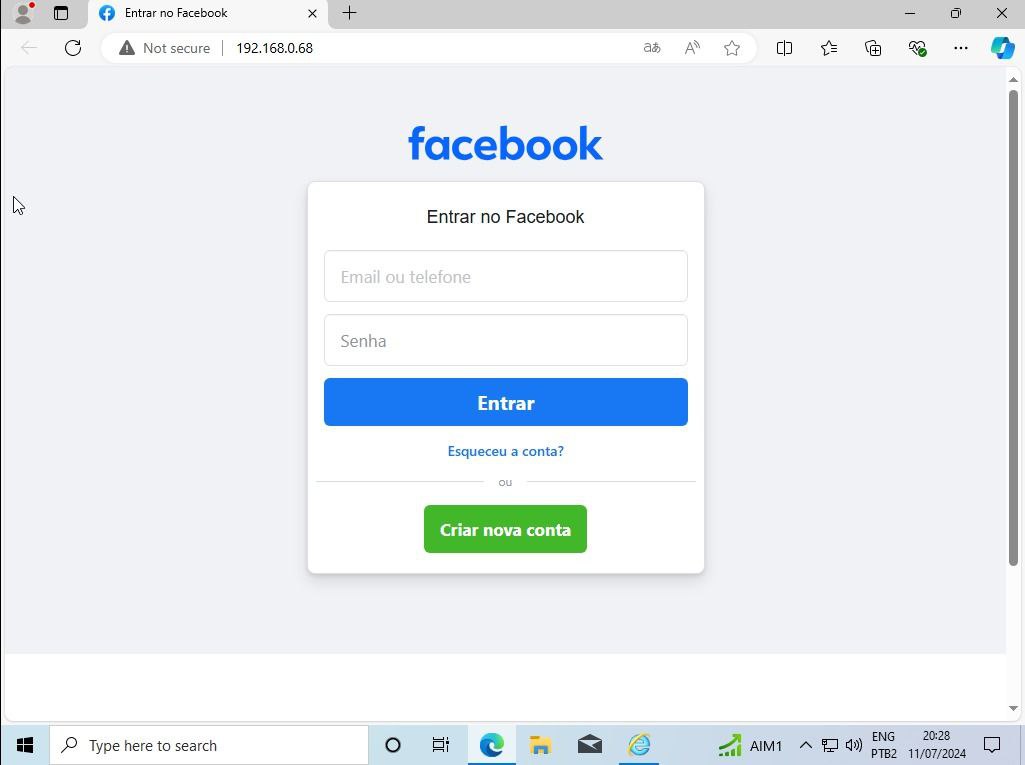 Entrar no Facebook
Not secure
192.168.0.68
facebook
Entrar no Facebook
Email ou telefone
Senha
Entrar
Esqueceu a conta?
ou
Criar nova conta
Type here to search
AIM1
ENG
PTB2
20:28
11/07/2024